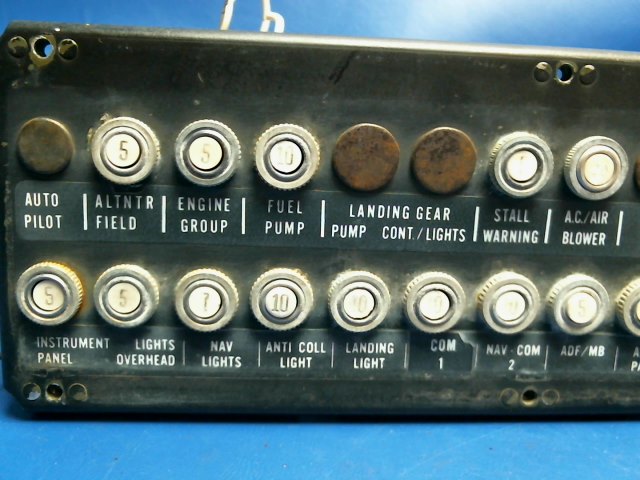 5 5 10
AUTO PILOT
ALTNTR FIELD
ENGINE GROUP
FUEL PUMP
LANDING GEAR
PUMP CONT./LIGHTS
STALL WARNING
A.C./AIR BLOWER
5 5 7 10 10 10 5
INSTRUMENT PANEL
LIGHTS OVERHEAD
NAV LIGHTS
ANTI COLL LIGHT
LANDING LIGHT
COM 1
NAV-COM 2
ADF/MB